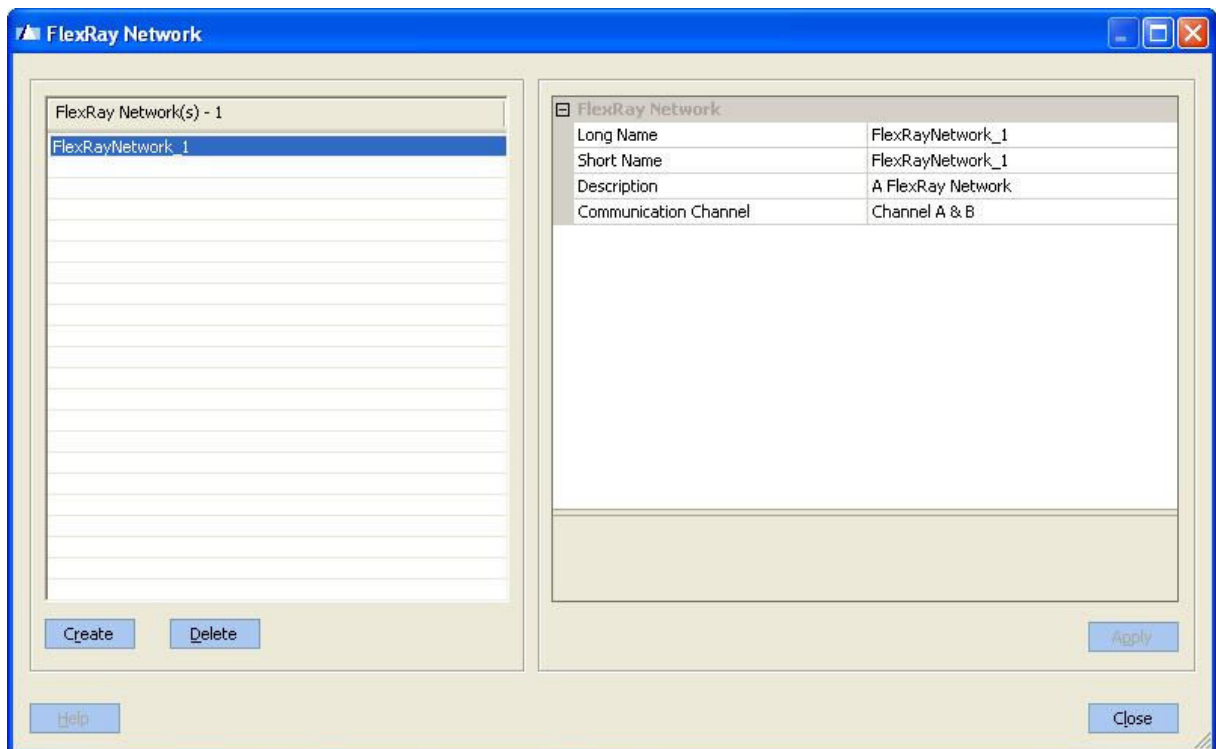 FlexRay Network
FlexRay Network(s) - 1
FlexRayNetwork_1
Create Delete
FlexRay Network
Long Name FlexRayNetwork_1
Short Name FlexRayNetwork_1
Description A FlexRay Network
Communication Channel Channel A & B
Apply
Help Close